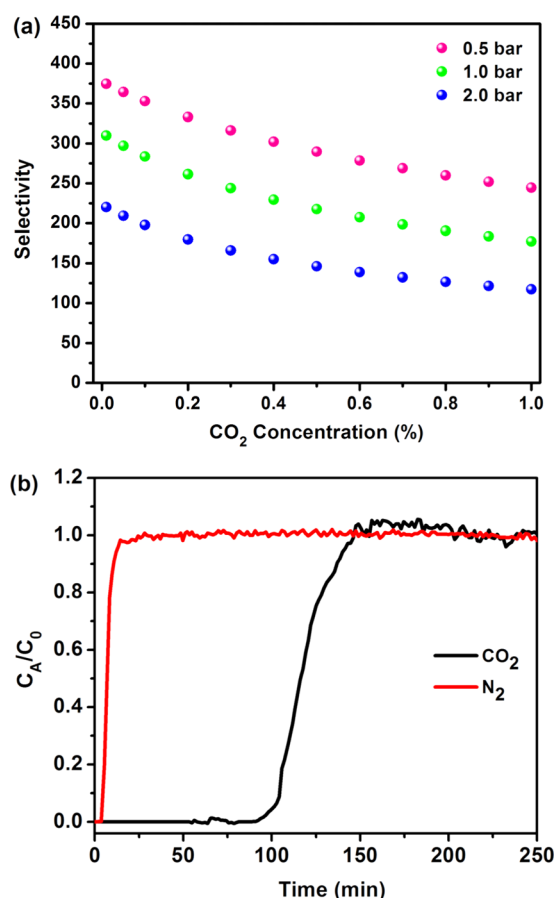 (a)
450
400
350
300
250
200
150
100
50
0
0.5 bar
1.0 bar
2.0 bar
Selectivity
0.0 0.2 0.4 0.6 0.8 1.0
CO₂ Concentration (%)
(b)
1.2
1.0
0.8
0.6
0.4
0.2
0.0
C_A/C₀
CO₂
N₂
0 50 100 150 200 250
Time (min)